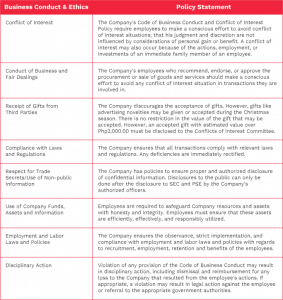 Business Conduct & Ethics
Policy Statement
Conflict of Interest
The Company's Code of Business Conduct and Conflict of Interest
Policy require employees to make a conscious effort to avoid conflict
of interest situations; that his judgment and discretion are not
influenced by considerations of personal gain or benefit. A conflict of
interest may also occur because of the actions, employment, or
investments of an immediate family member of an employee.
Conduct of Business and
Fair Dealings
The Company's employees who recommend, endorse, or approve the
procurement or sale of goods and services should make a conscious
effort to avoid any conflict of interest situation in transactions they are
involved in.
Receipt of Gifts from
Third Parties
The Company discourages the acceptance of gifts. However, gifts like
advertising novelties may be given or accepted during the Christmas
season. There is no restriction in the value of the gift that may be
accepted. However, an accepted gift with estimated value over
Php2,000.00 must be disclosed to the Conflicts of Interest Committee.
Compliance with Laws
and Regulations
The Company ensures that all transactions comply with relevant laws
and regulations. Any deficiencies are immediately rectified.
Respect for Trade
Secrets/Use of Non-public
Information
The Company has policies to ensure proper and authorized disclosure
of confidential information. Disclosures to the public can only be
done after the disclosure to SEC and PSE by the Company's
authorized officers.
Use of Company Funds,
Assets and Information
Employees are required to safeguard Company resources and assets
with honesty and integrity. Employees must ensure that these assets
are efficiently, effectively, and responsibly utilized.
Employment and Labor
Laws and Policies
The Company ensures the observance, strict implementation, and
compliance with employment and labor laws and policies with regards
to recruitment, employment, retention and benefits of the employees.
Disciplinary Action
Violation of any provision of the Code of Business Conduct may result
in disciplinary action, including dismissal and reimbursement for any
loss to the Company that resulted from the employee's actions. If
appropriate, a violation may result in legal action against the employee
or referral to the appropriate government authorities.